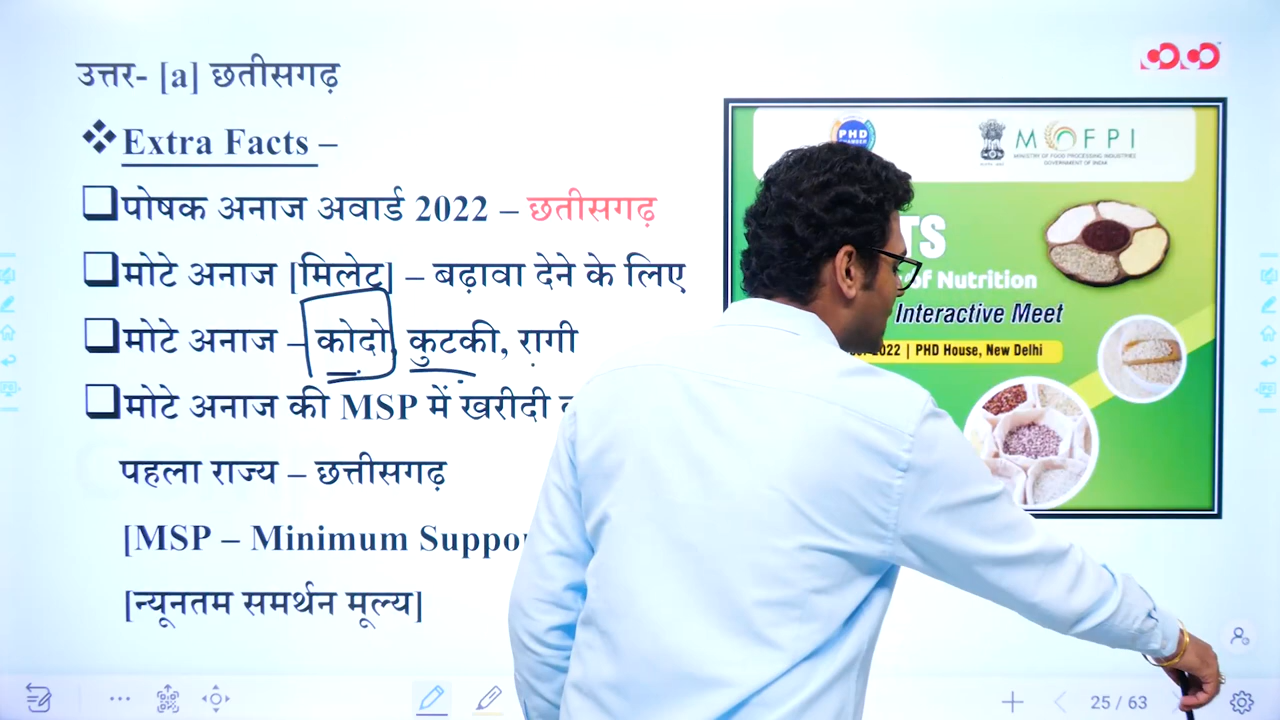 उत्तर- [a] छतीसगढ़
Extra Facts –
पोषक अनाज अवार्ड 2022 – छतीसगढ़
मोटे अनाज [मिलेट] – बढ़ावा देने के लिए
मोटे अनाज – कोदो, कुटकी, रागी
मोटे अनाज की MSP में खरीदी
पहला राज्य – छत्तीसगढ़
[MSP – Minimum
[न्यूनतम समर्थन मूल्य]
PHD
MOFPI
MINISTRY OF FOOD PROCESSING INDUSTRIES
GOVERNMENT OF INDIA
of Nutrition
Interactive Meet
2022 | PHD House, New Delhi
25 / 63